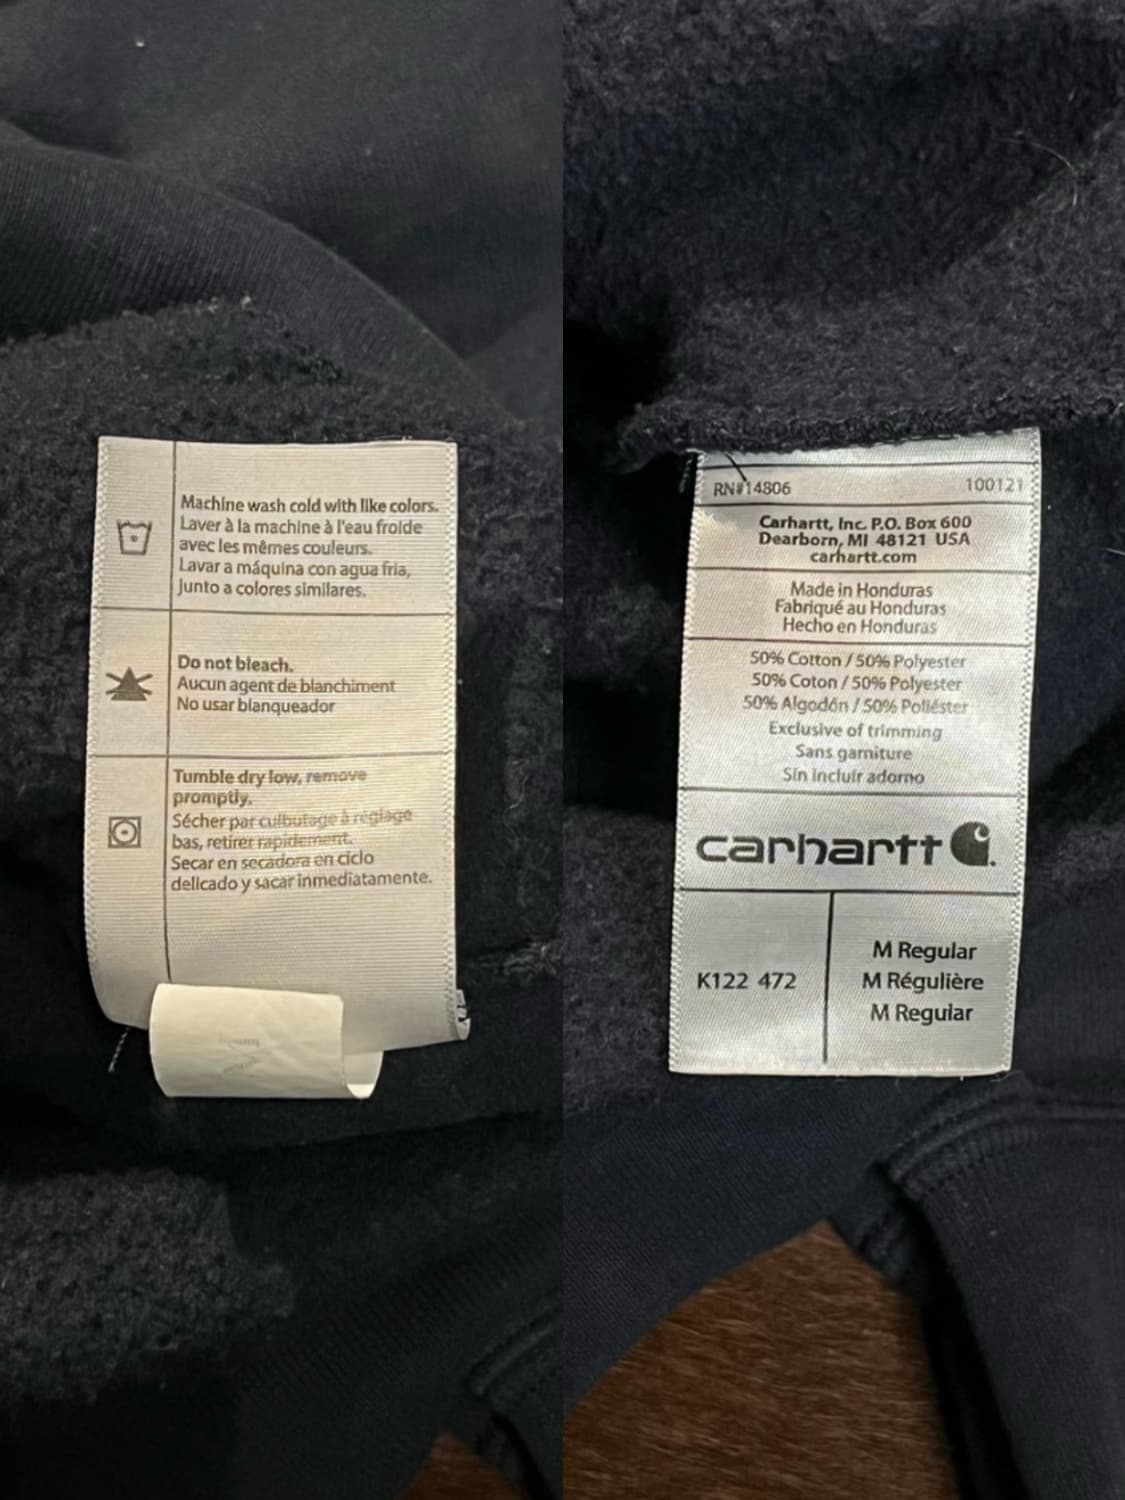 Machine wash cold with like colors.
Laver à la machine à l'eau froide
avec les mêmes couleurs.
Lavar a máquina con agua fria,
junto a colores similares.
Do not bleach.
Aucun agent de blanchiment
No usar blanqueador
Tumble dry low, remove
promptly.
Sécher par culbutage à réglage
bas, retirer rapidement.
Secar en secadora en ciclo
delicado y sacar inmediatamente.
RN#14806 100121
Carhartt, Inc. P.O. Box 600
Dearborn, MI 48121 USA
carhartt.com
Made in Honduras
Fabriqué au Honduras
Hecho en Honduras
50% Cotton / 50% Polyester
50% Coton / 50% Polyester
50% Algodón / 50% Poliéster
Exclusive of trimming
Sans garniture
Sin incluir adorno
carhartt
K122 472
M Regular
M Régulière
M Regular